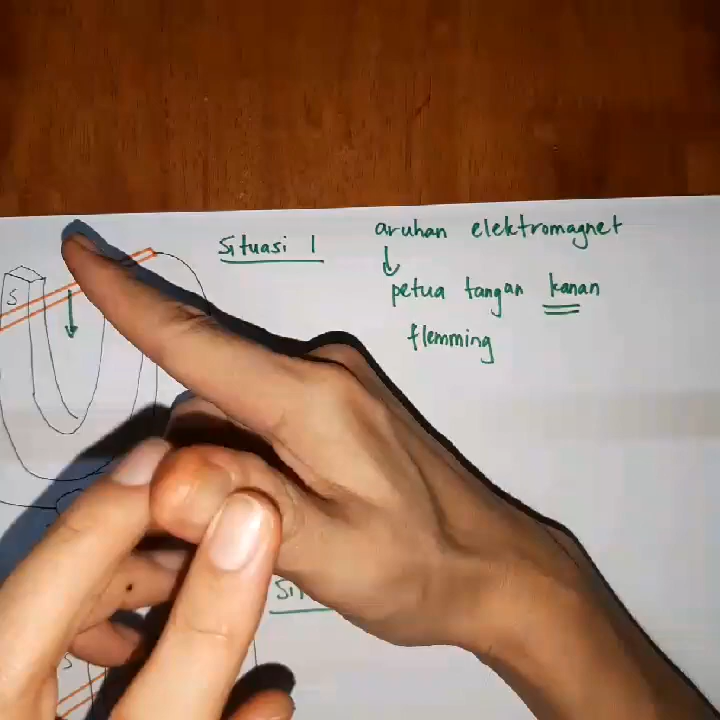 Situasi 1
aruhan elektromagnet
petua tangan kanan
flemming
S
S